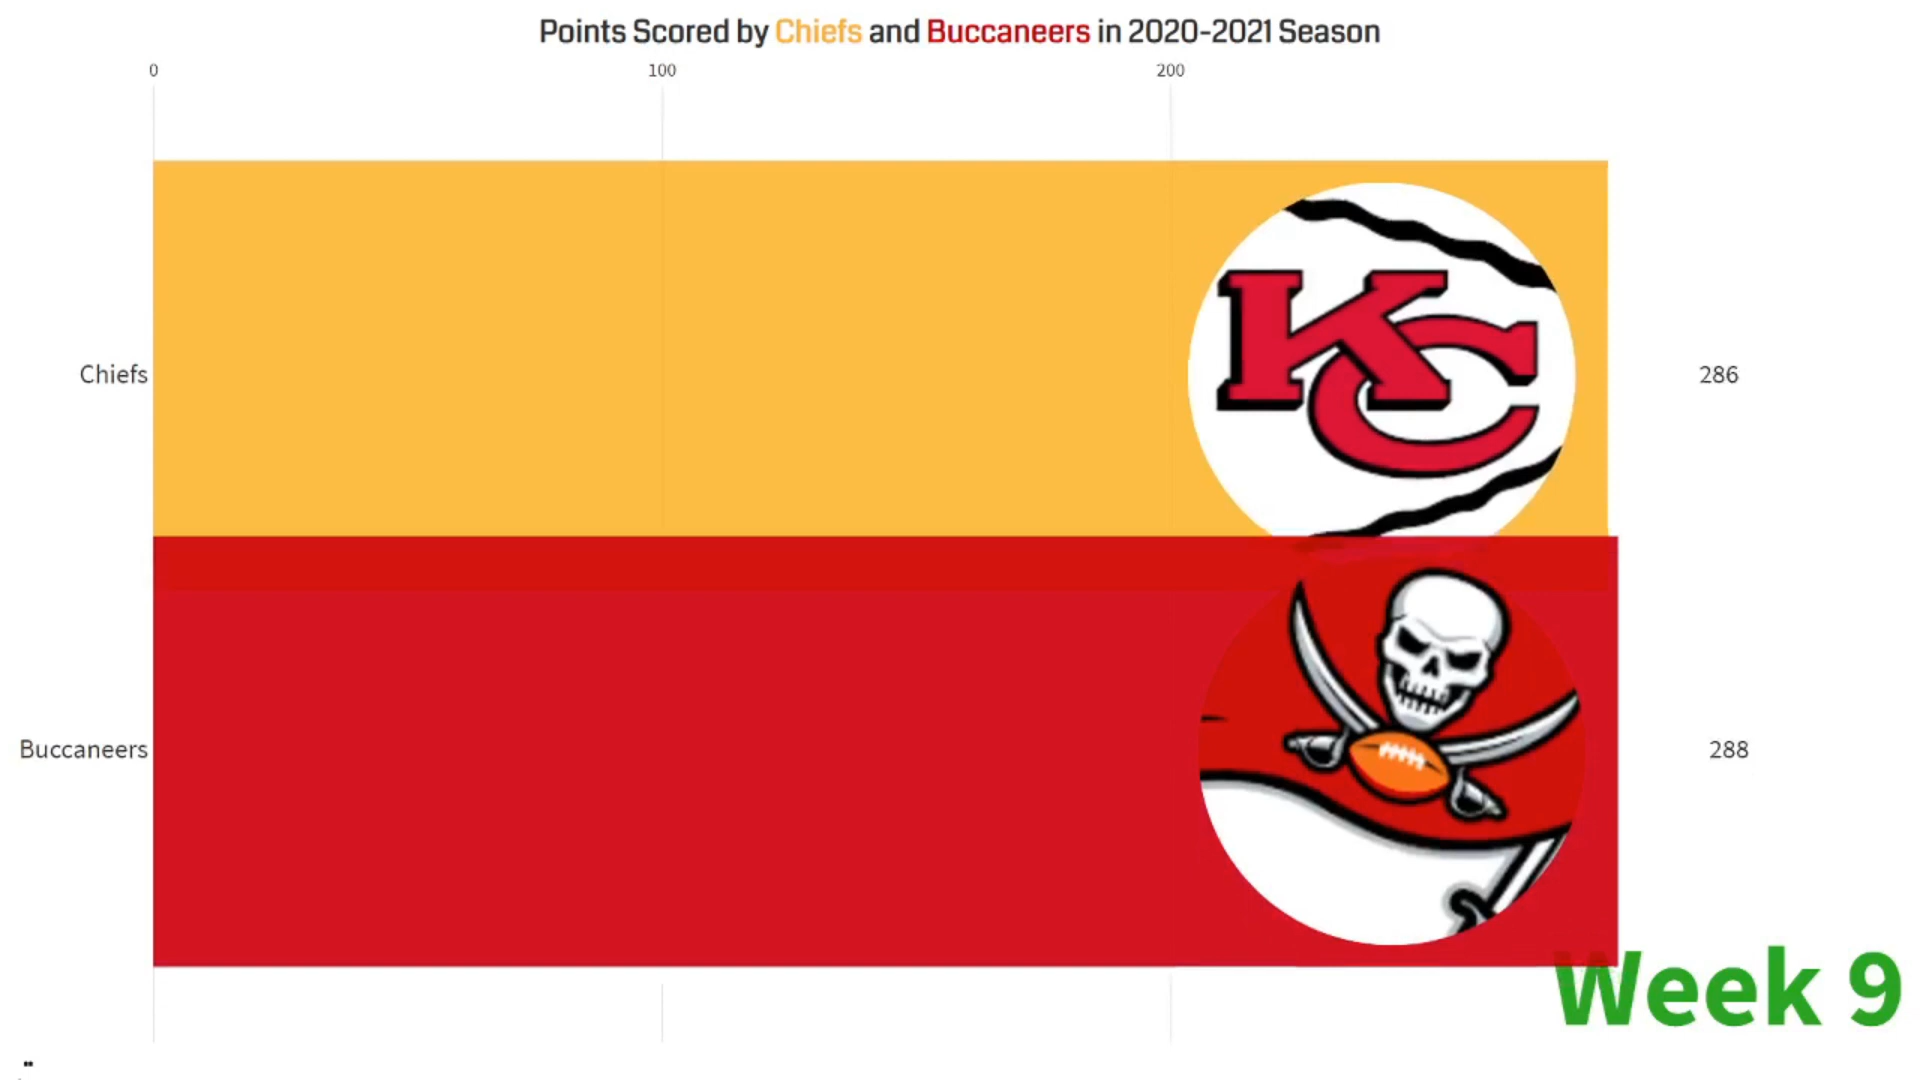 Points Scored by Chiefs and Buccaneers in 2020-2021 Season
0 100 200
KC
Chiefs 286
Buccaneers 288
Week 9